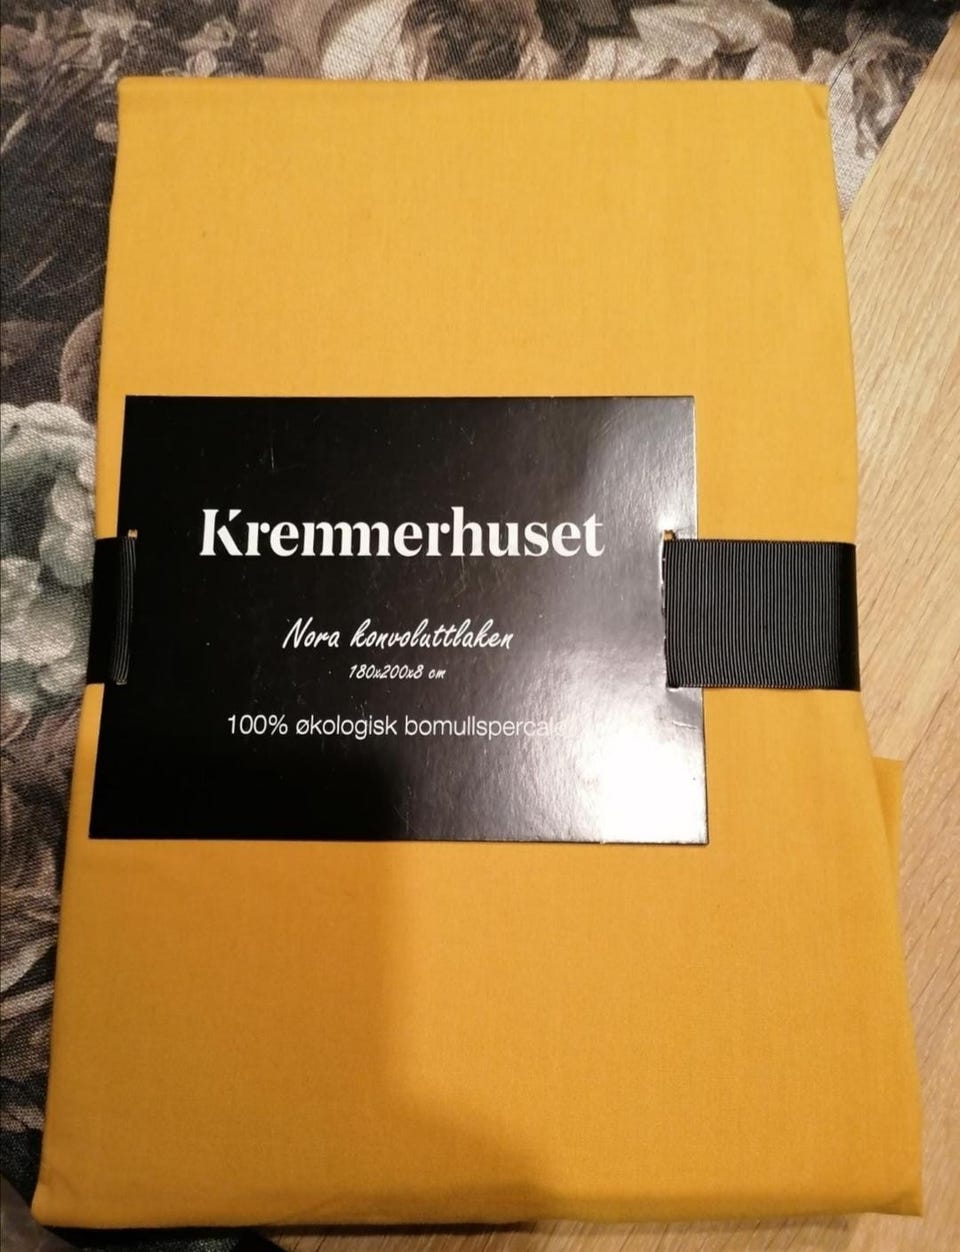 Kremmerhuset
Nora konvoluttlaken
180x200x8 cm
100% økologisk bomullspercale